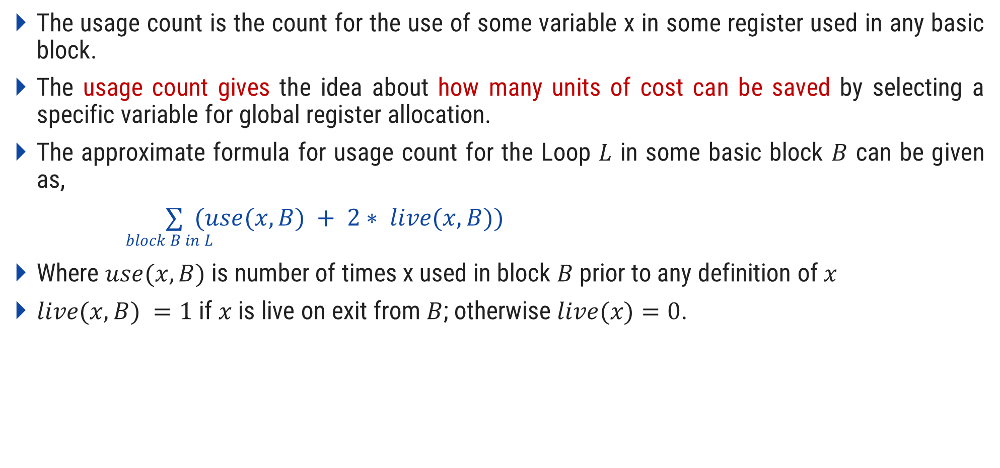 The usage count is the count for the use of some variable x in some register used in any basic
block.
The usage count gives the idea about how many units of cost can be saved by selecting a
specific variable for global register allocation.
The approximate formula for usage count for the Loop L in some basic block B can be given
as,
∑ (use(x, B) + 2 ∗ live(x, B))
block B in L
Where use(x, B) is number of times x used in block B prior to any definition of x
live(x, B) = 1 if x is live on exit from B; otherwise live(x) = 0.